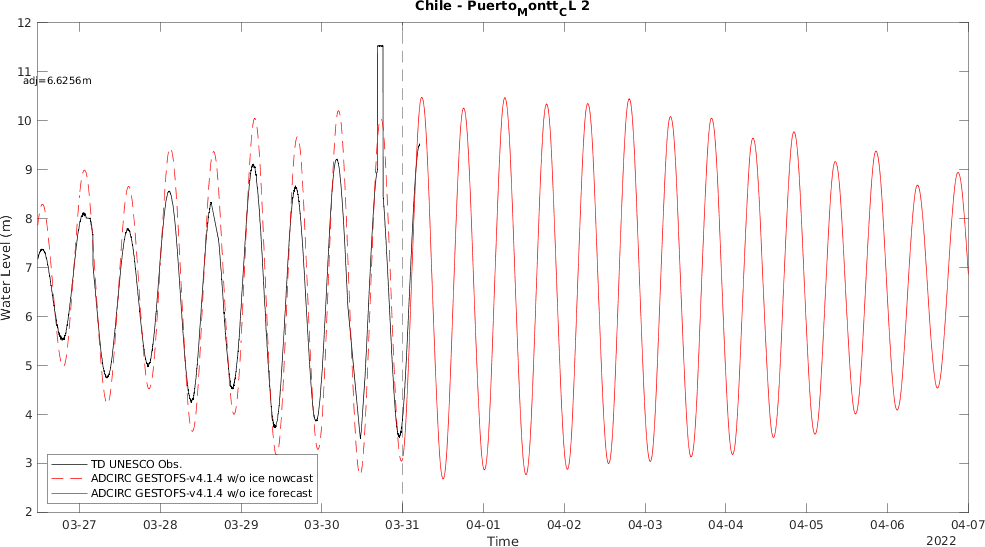 Chile - PuertoMonttCL 2
12
11
10
9
8
7
6
5
4
3
2
adj=6.6256m
Water Level (m)
TD UNESCO Obs.
ADCIRC GESTOFS-v4.1.4 w/o ice nowcast
ADCIRC GESTOFS-v4.1.4 w/o ice forecast
03-27 03-28 03-29 03-30 03-31 04-01 04-02 04-03 04-04 04-05 04-06 04-07
Time
2022